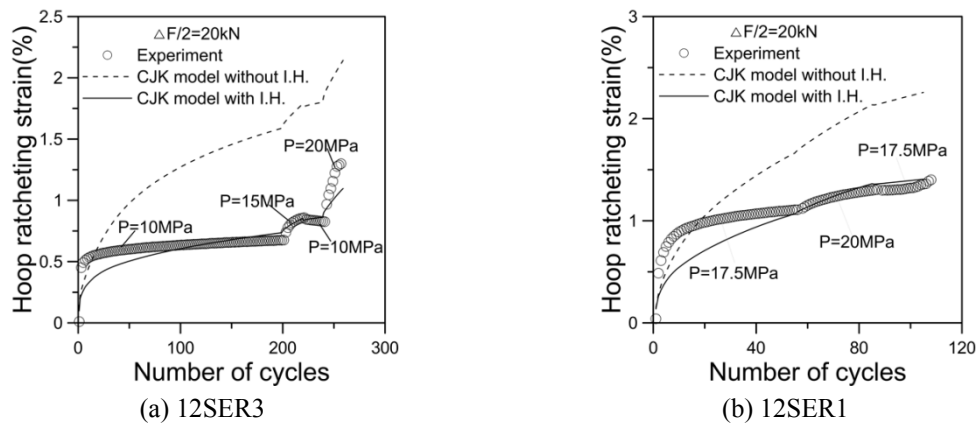 2.5
2
1.5
1
0.5
0
Hoop ratcheting strain(%)
△F/2=20kN
Experiment
CJK model without I.H.
CJK model with I.H.
P=20MPa
P=15MPa
P=10MPa
P=10MPa
0
100
200
300
Number of cycles
(a) 12SER3
3
2
1
0
Hoop ratcheting strain(%)
△F/2=20kN
Experiment
CJK model without I.H.
CJK model with I.H.
P=17.5MPa
P=20MPa
P=17.5MPa
0
40
80
120
Number of cycles
(b) 12SER1